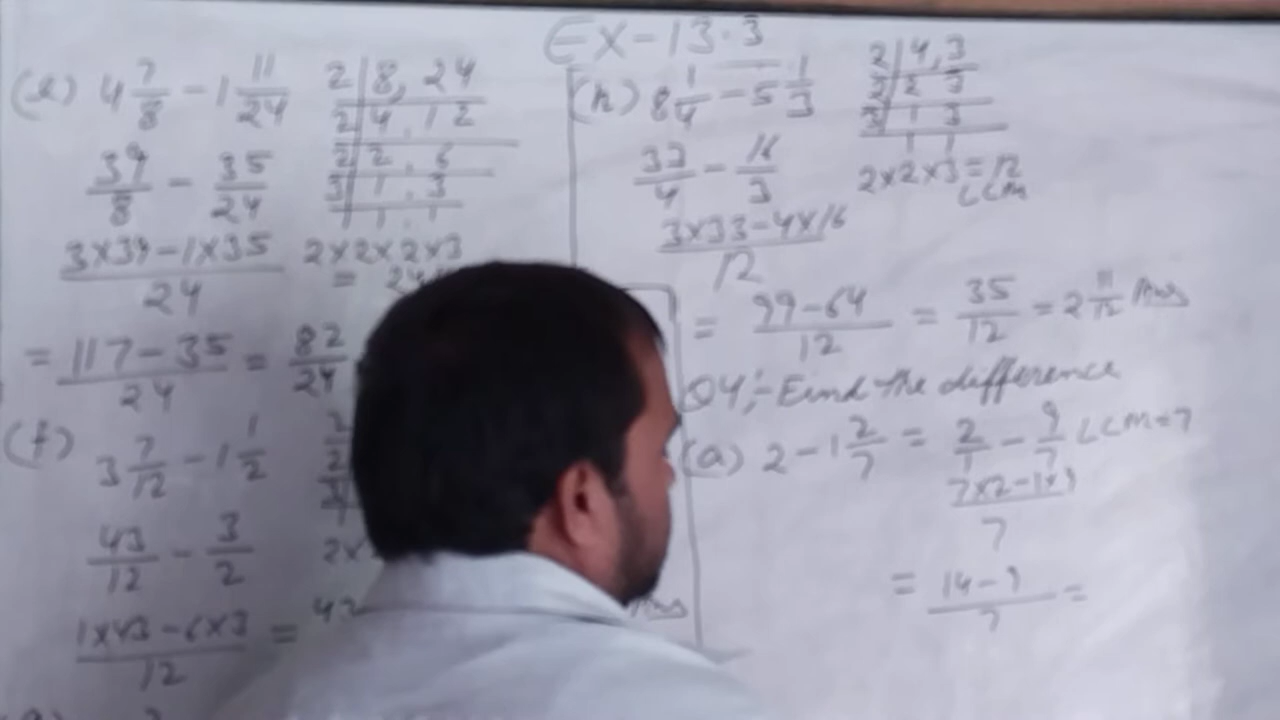 Ex-13.3
(e) 4 7/8 - 1 11/24
2 | 8, 24
2 | 4, 12
2 | 2, 6
3 | 1, 3
1, 1
39/8 - 35/24
2×2×2×3
= 24
3×39-1×35/24
= 117-35/24 = 82/24
(f) 3 7/12 - 1 1/2
43/12 - 3/2
1×43-6×3/12 =
(h) 8 1/4 - 5 1/3
2 | 4, 3
2 | 2 3
3 | 1 3
1 1
33/4 - 16/3
2×2×3=12
LCM
3×33-4×16/12
= 99-64/12 = 35/12 = 2 11/12 Ans
Q4:- Find the difference
(a) 2 - 1 2/7 = 2/1 - 9/7 LCM=7
7×2-1×9/7
= 14-9/7 =